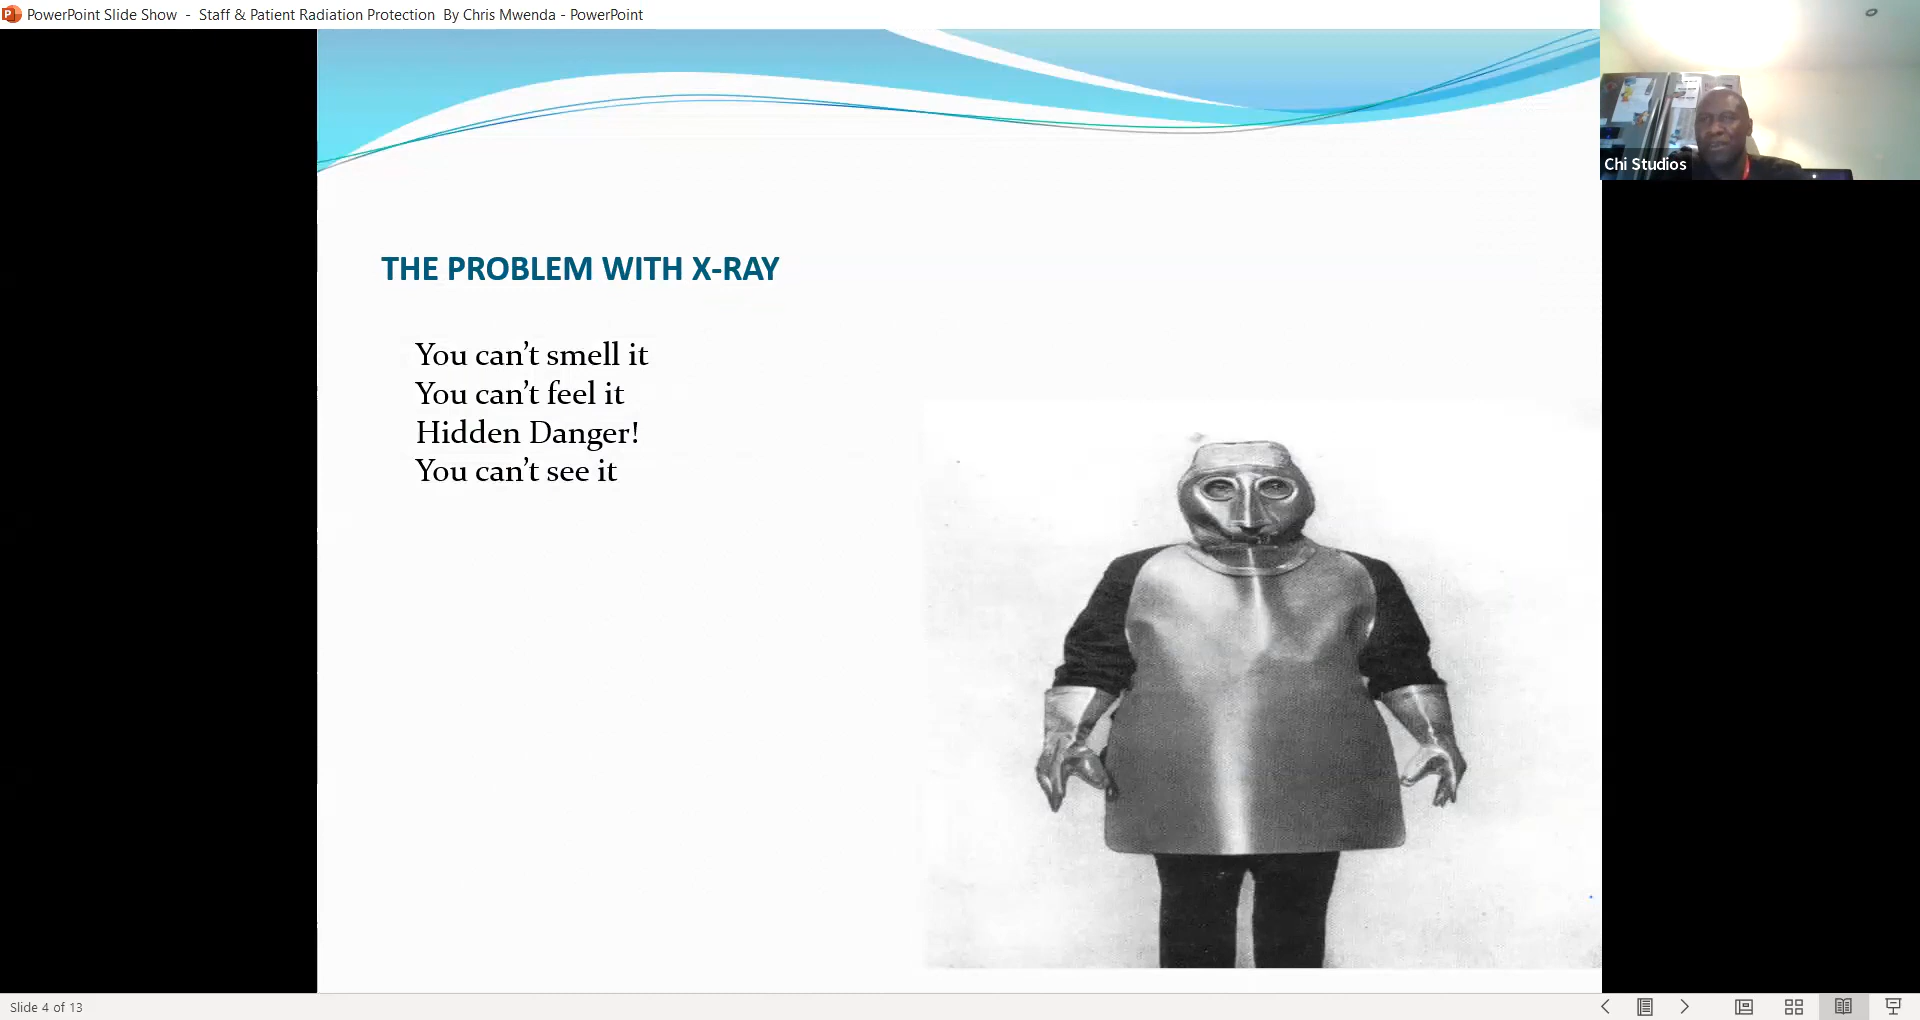 PowerPoint Slide Show - Staff & Patient Radiation Protection By Chris Mwenda - PowerPoint
Chi Studios
THE PROBLEM WITH X-RAY
You can’t smell it
You can’t feel it
Hidden Danger!
You can’t see it
Slide 4 of 13